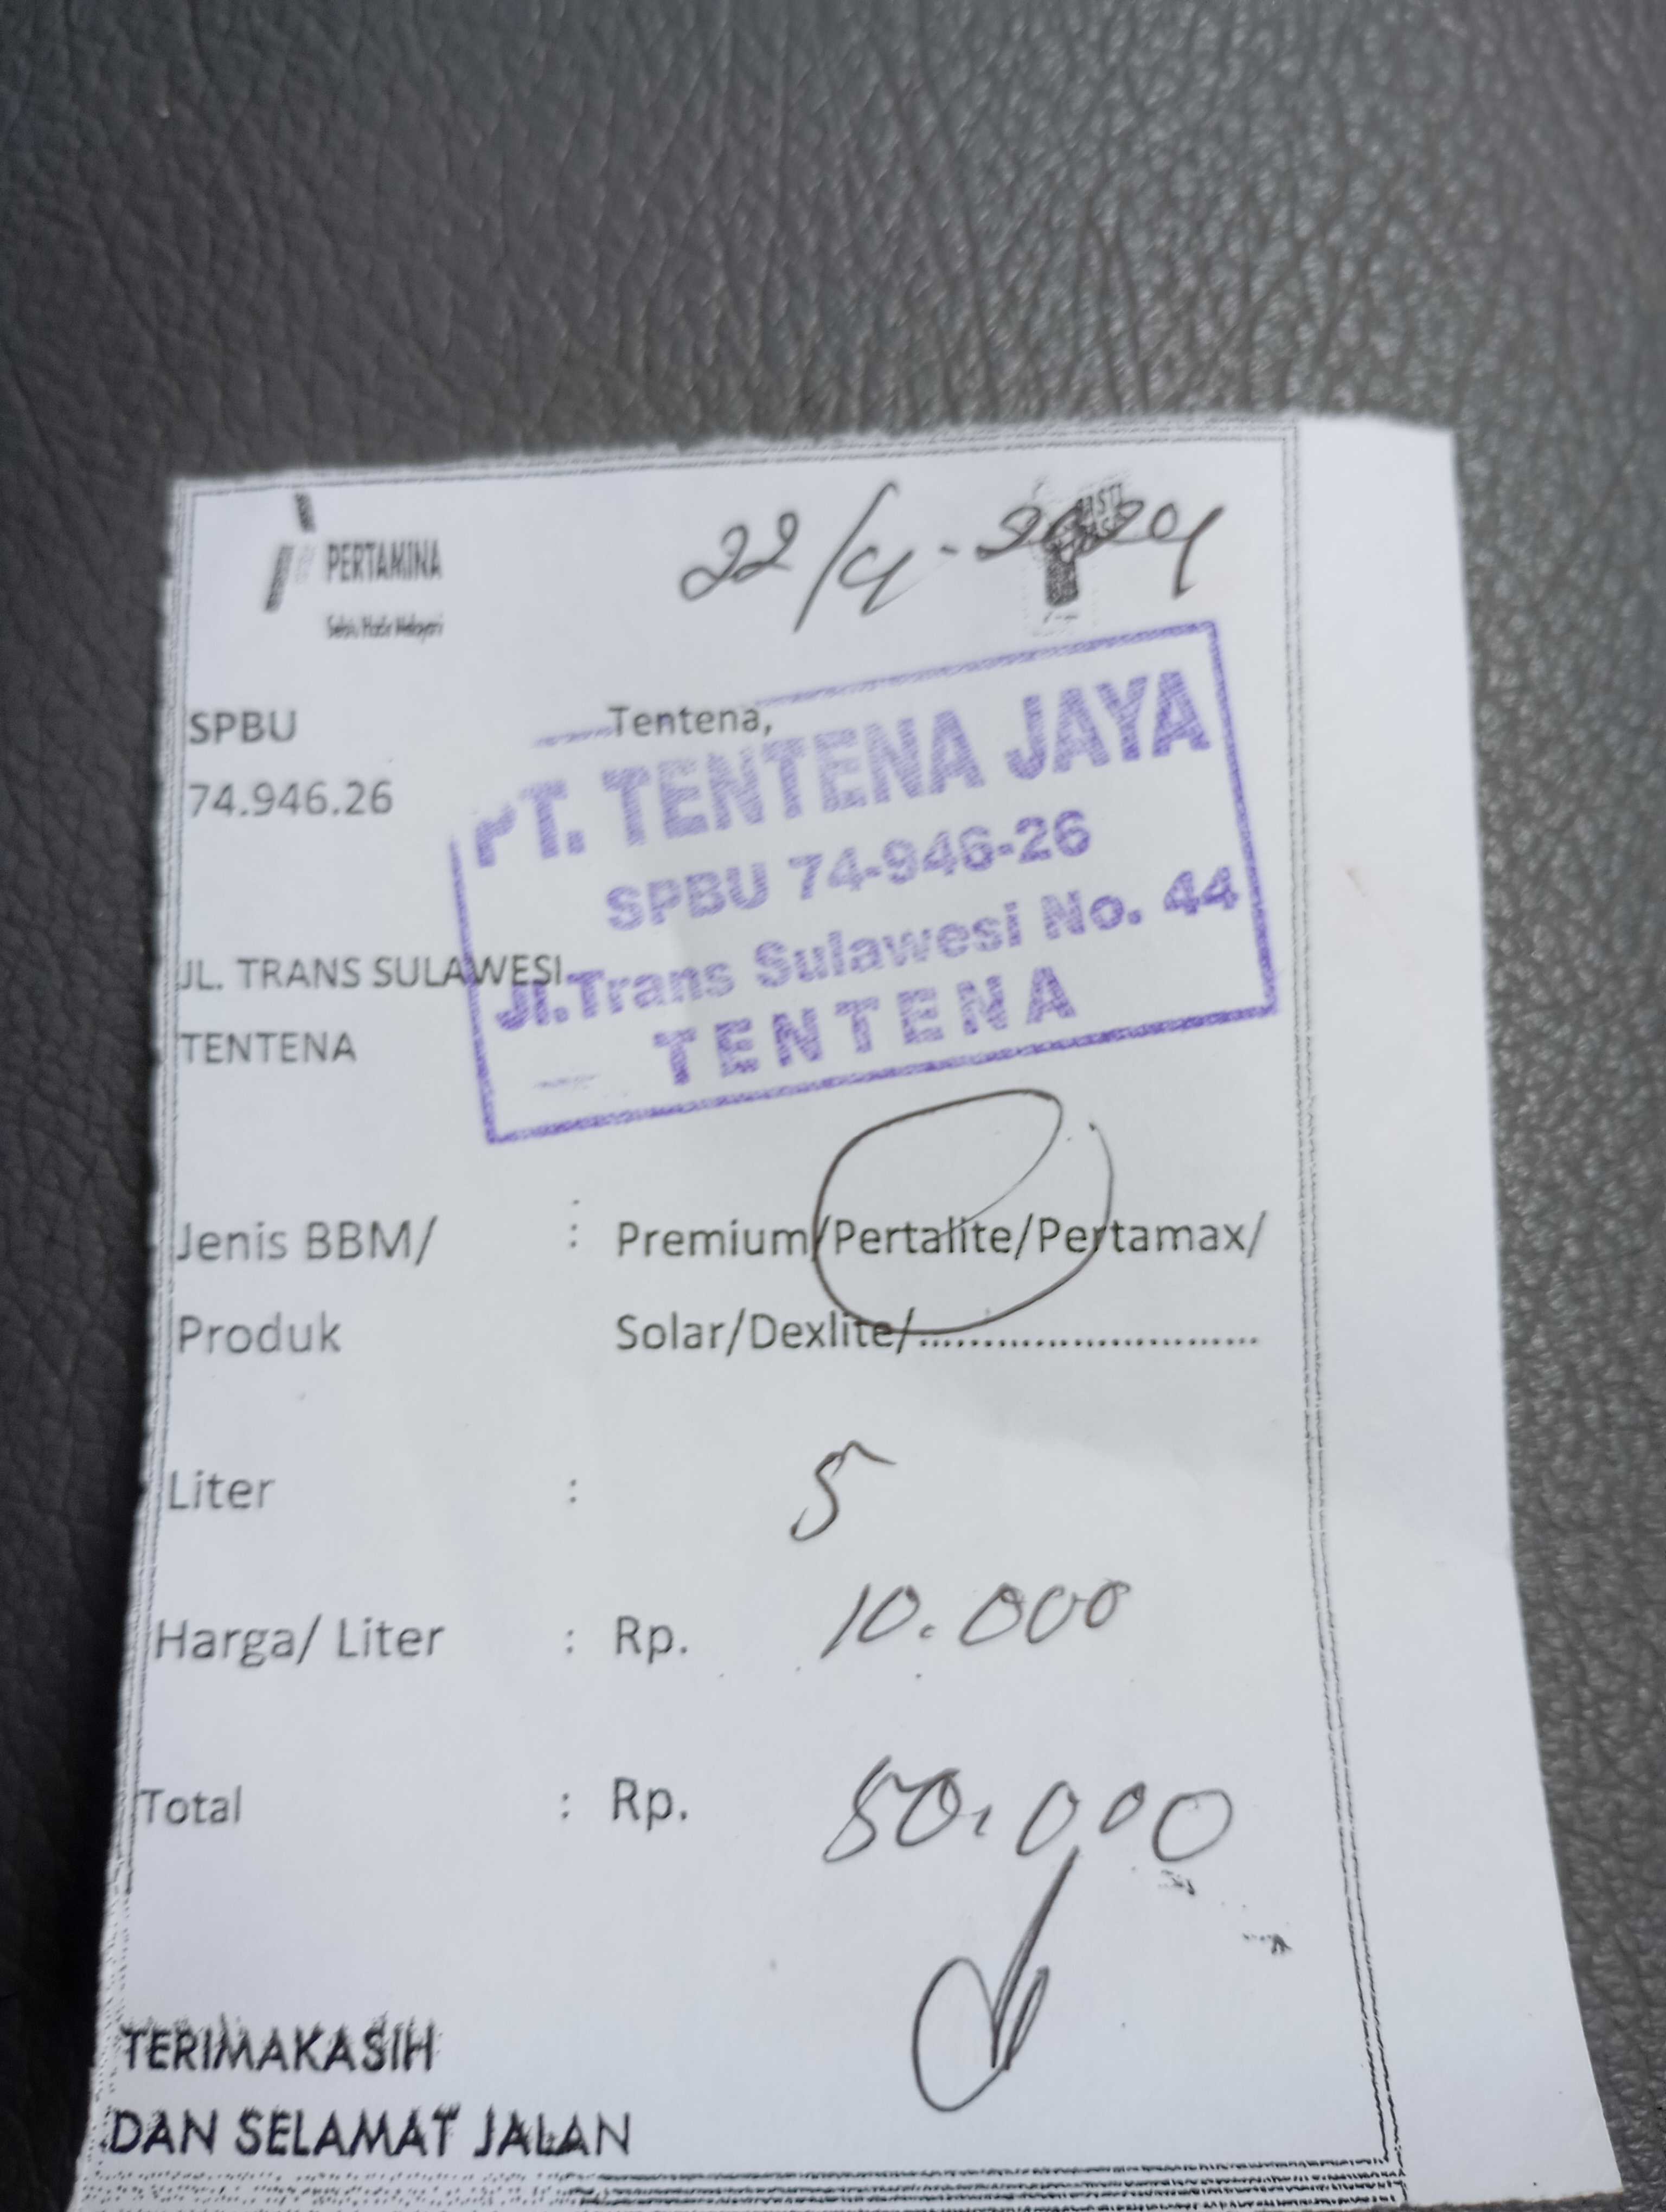 PERTAMINA
22/4-2024
SPBU
Tentena,
74.946.26
PT. TENTENA JAYA
SPBU 74-946-26
Jl.Trans Sulawesi No. 44
TENTENA
JL. TRANS SULAWESI
TENTENA
Jenis BBM/ : Premium/Pertalite/Pertamax/
Produk Solar/Dexlite/..........................
Liter : 5
Harga/ Liter : Rp. 10.000
Total : Rp. 50.000
TERIMAKASIH
DAN SELAMAT JALAN